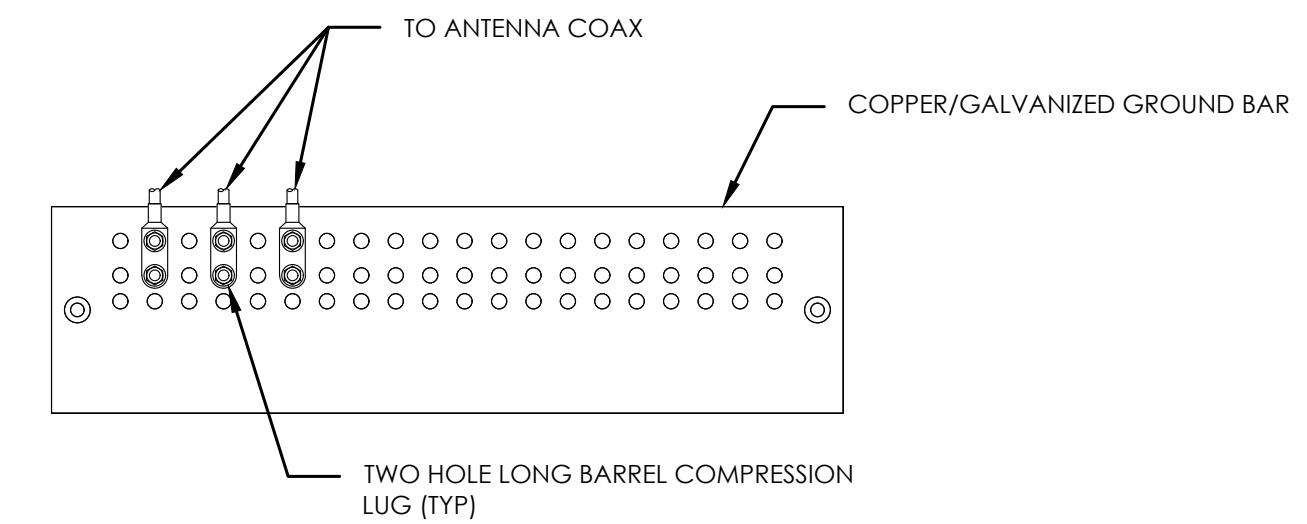 TO ANTENNA COAX
COPPER/GALVANIZED GROUND BAR
TWO HOLE LONG BARREL COMPRESSION
LUG (TYP)